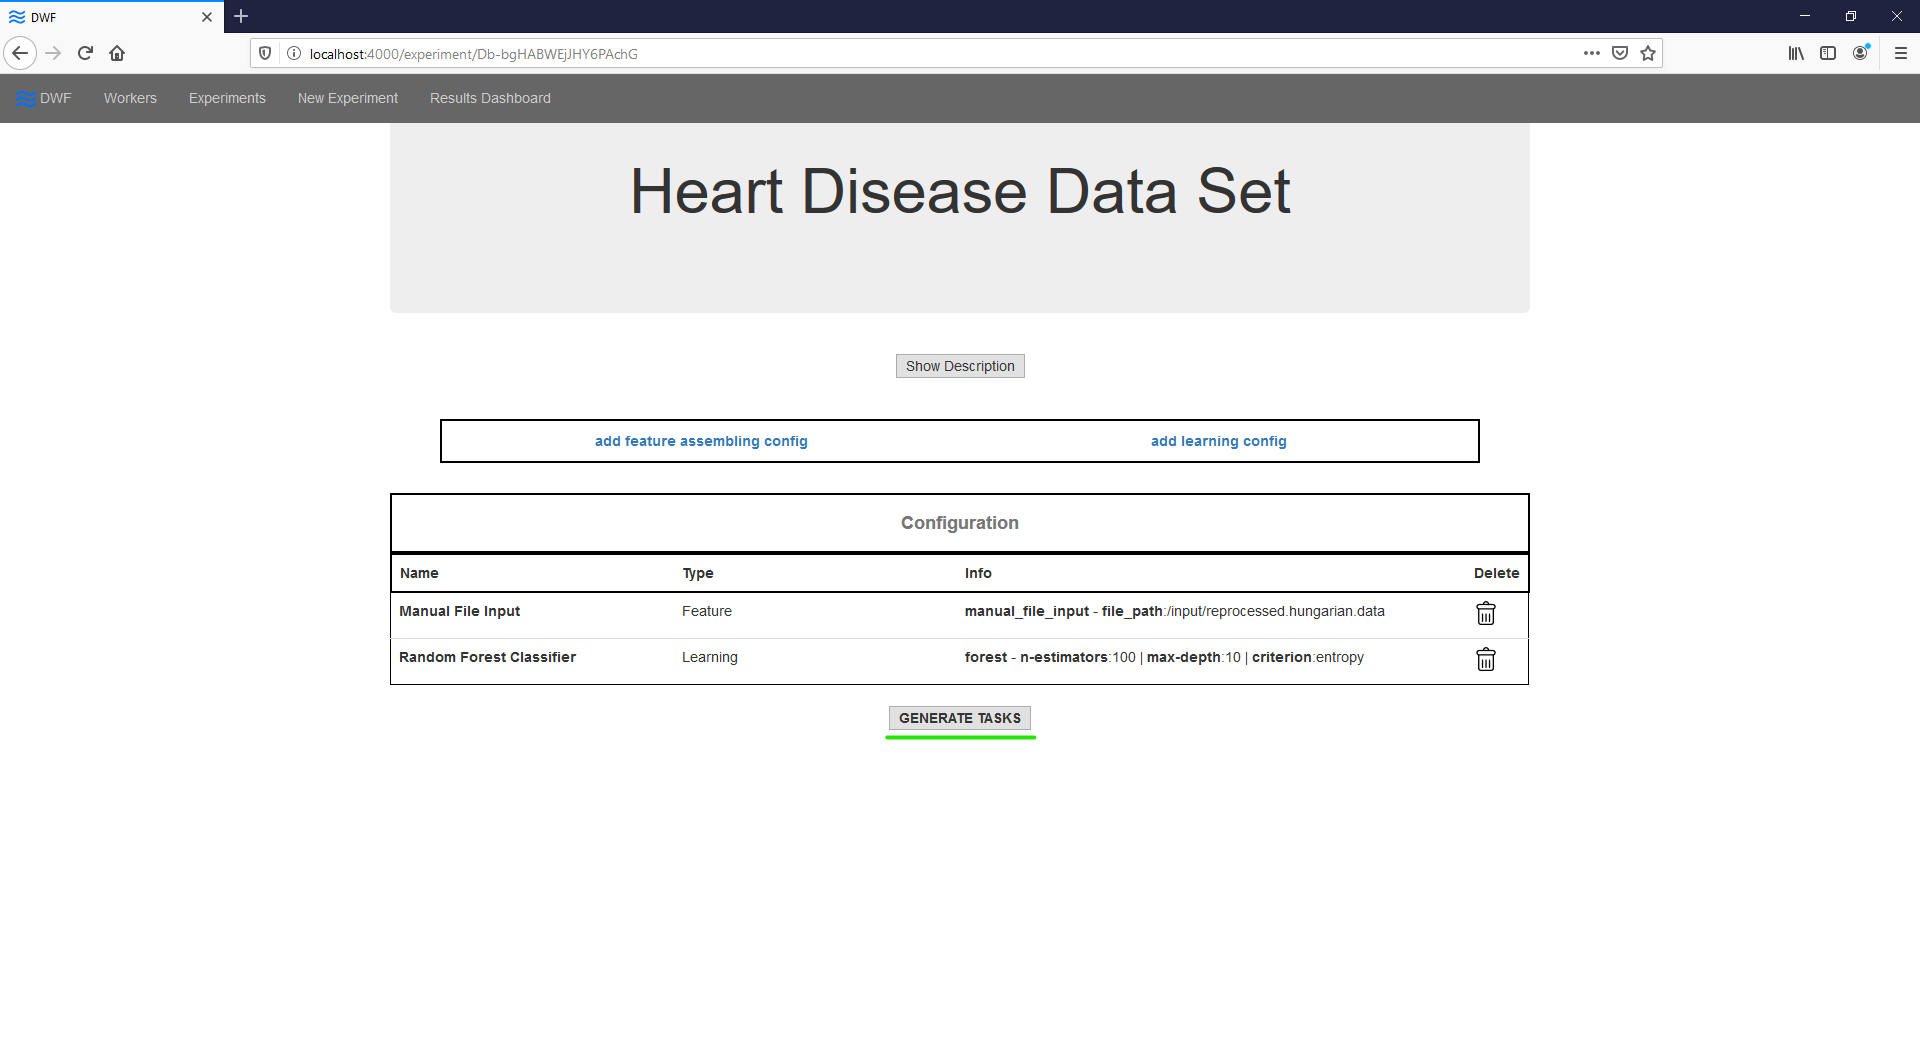 DWF
localhost:4000/experiment/Db-bgHABWEjJHY6PAchG
DWF Workers Experiments New Experiment Results Dashboard
Heart Disease Data Set
Show Description
add feature assembling config add learning config
Configuration
Name Type Info Delete
Manual File Input Feature manual_file_input - file_path:/input/reprocessed.hungarian.data
Random Forest Classifier Learning forest - n-estimators:100 | max-depth:10 | criterion:entropy
GENERATE TASKS